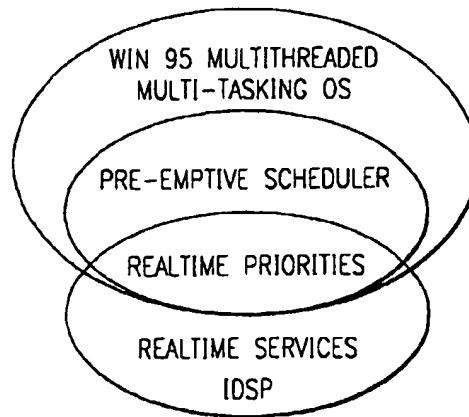 WIN 95 MULTITHREADED
MULTI-TASKING OS
PRE-EMPTIVE SCHEDULER
REALTIME PRIORITIES
REALTIME SERVICES
IDSP